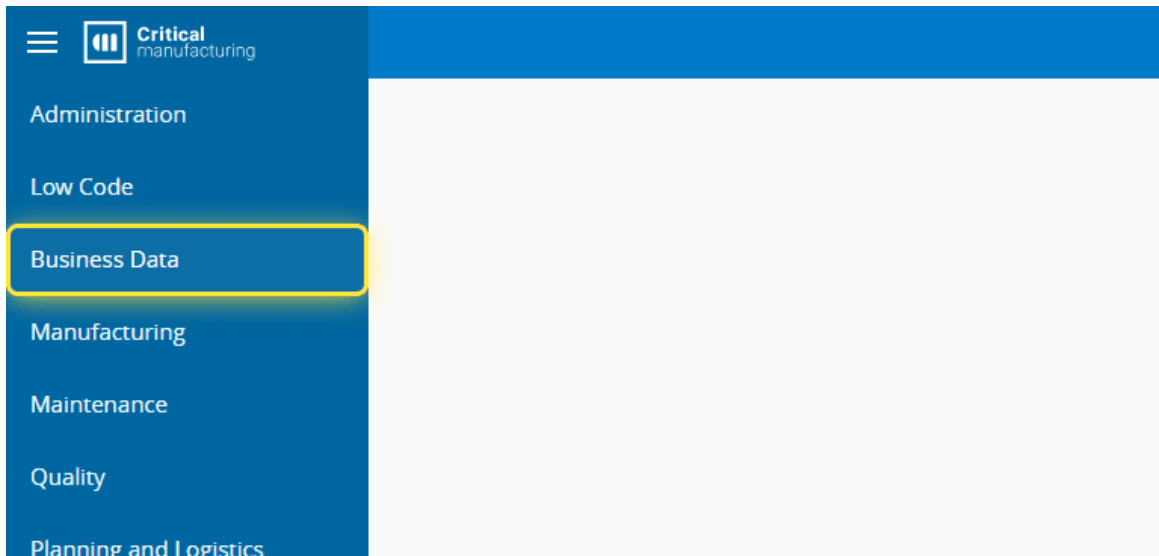 Critical
manufacturing
Administration
Low Code
Business Data
Manufacturing
Maintenance
Quality
Planning and Logistics